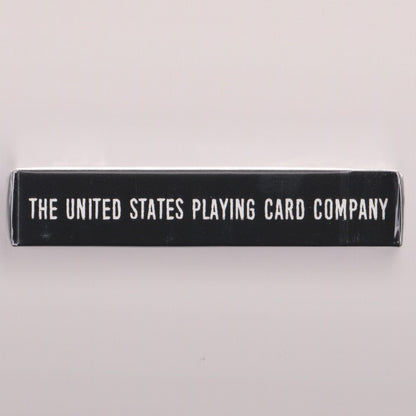 THE UNITED STATES PLAYING CARD COMPANY